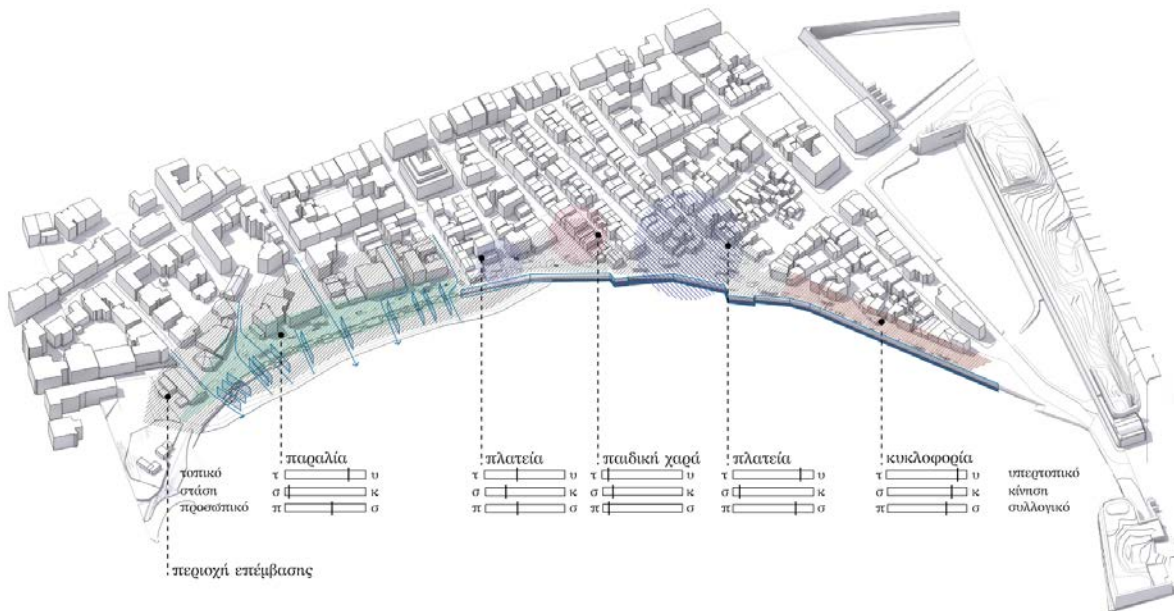 παραλία πλατεία παιδική χαρά πλατεία κυκλοφορία
τοπικό τ υ τ υ τ υ τ υ τ υ υπερτοπικό
στάση σ κ σ κ σ κ σ κ σ κ κίνηση
προσωπικό π σ π σ π σ π σ π σ συλλογικό
περιοχή επέμβασης